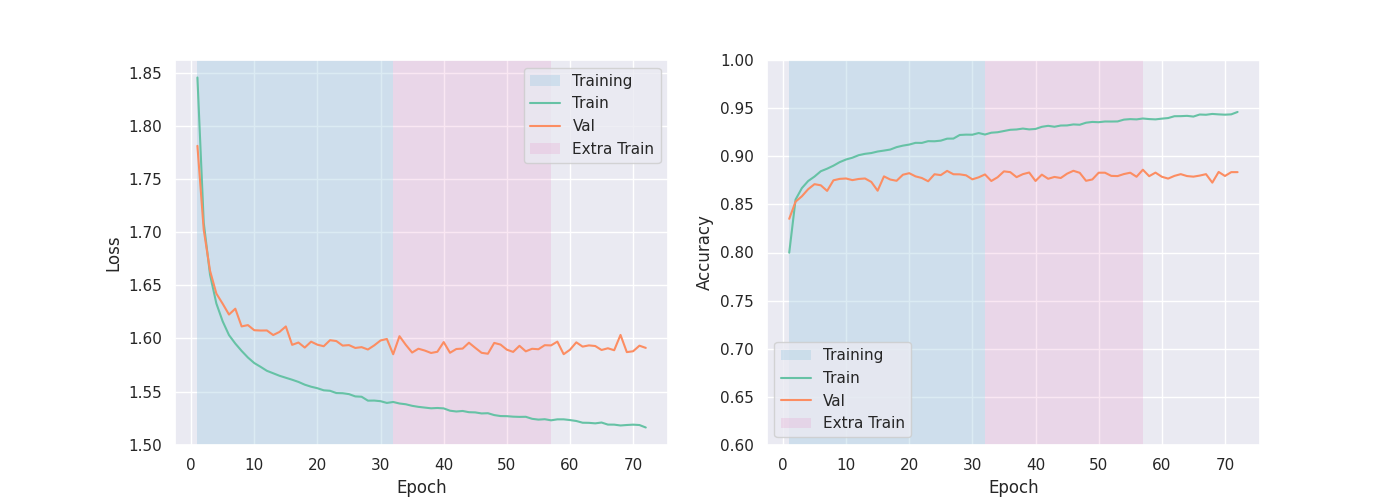 1.85
1.80
1.75
1.70
1.65
1.60
1.55
1.50
Loss
0 10 20 30 40 50 60 70
Epoch
Training
Train
Val
Extra Train
1.00
0.95
0.90
0.85
0.80
0.75
0.70
0.65
0.60
Accuracy
0 10 20 30 40 50 60 70
Epoch
Training
Train
Val
Extra Train